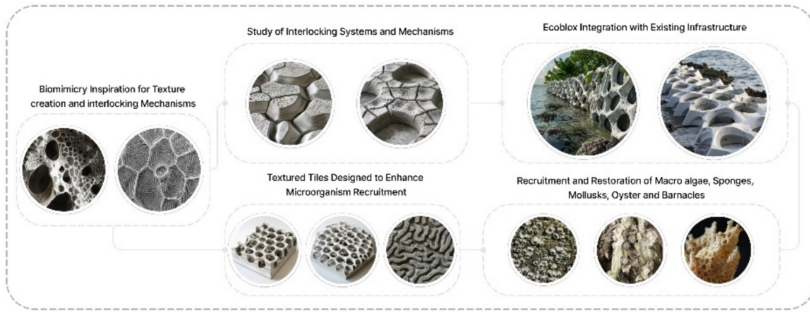 Study of Interlocking Systems and Mechanisms
Ecoblox Integration with Existing Infrastructure
Biomimicry Inspiration for Texture
creation and interlocking Mechanisms
Textured Tiles Designed to Enhance
Microorganism Recruitment
Recruitment and Restoration of Macro algae, Sponges,
Mollusks, Oyster and Barnacles